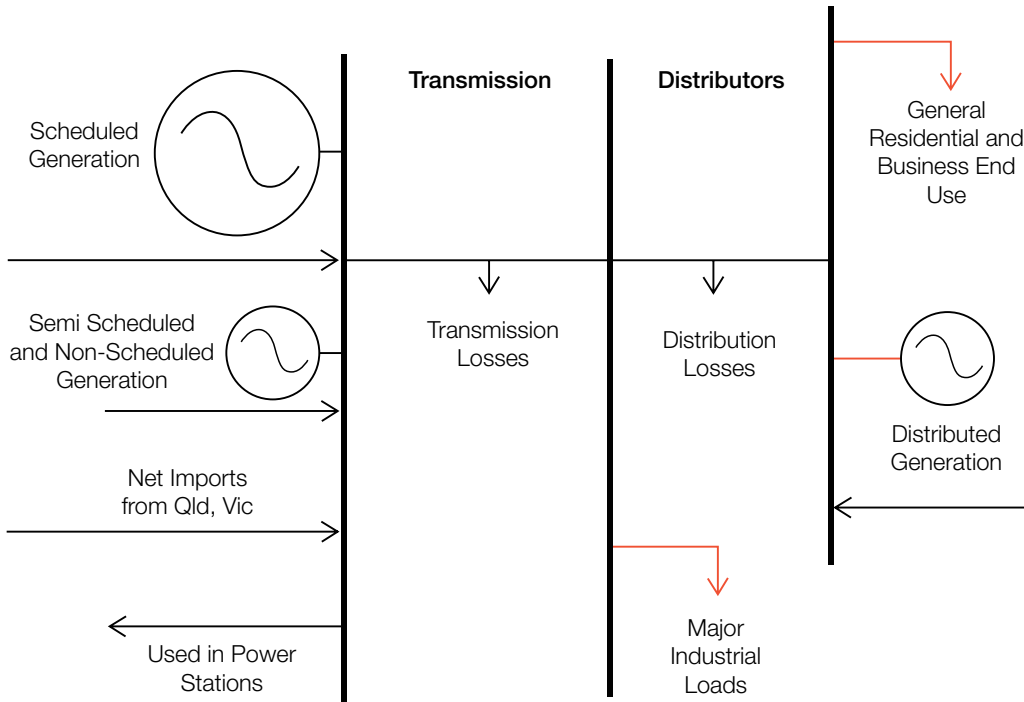 Transmission
Distributors
Scheduled
Generation
General
Residential and
Business End
Use
Semi Scheduled
and Non-Scheduled
Generation
Transmission
Losses
Distribution
Losses
Distributed
Generation
Net Imports
from Qld, Vic
Used in Power
Stations
Major
Industrial
Loads